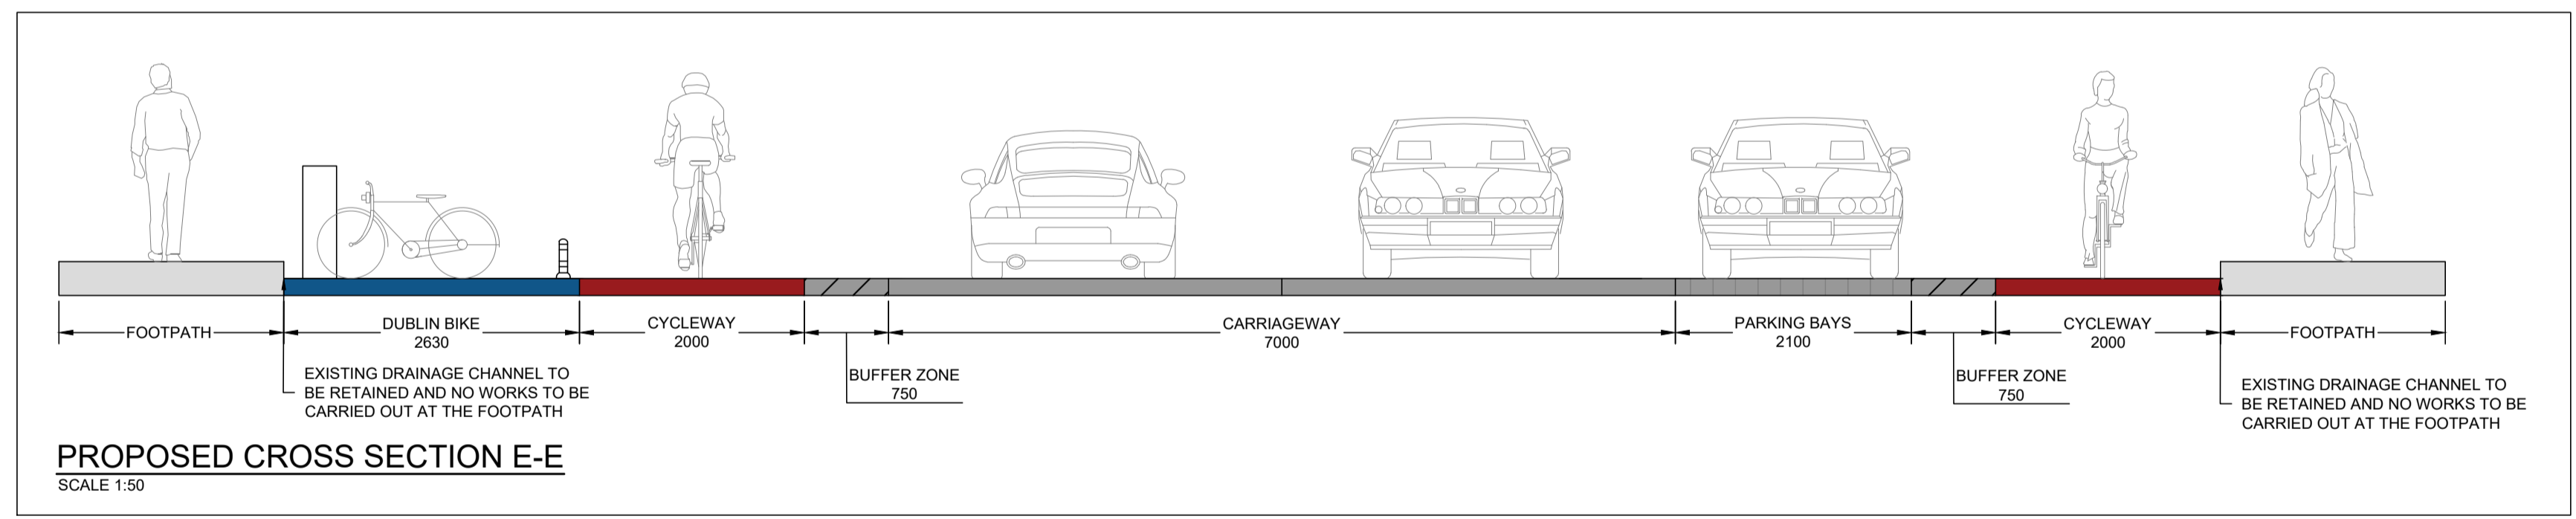 FOOTPATH
DUBLIN BIKE
2630
CYCLEWAY
2000
BUFFER ZONE
750
CARRIAGEWAY
7000
PARKING BAYS
2100
BUFFER ZONE
750
CYCLEWAY
2000
FOOTPATH
EXISTING DRAINAGE CHANNEL TO
BE RETAINED AND NO WORKS TO BE
CARRIED OUT AT THE FOOTPATH
EXISTING DRAINAGE CHANNEL TO
BE RETAINED AND NO WORKS TO BE
CARRIED OUT AT THE FOOTPATH
PROPOSED CROSS SECTION E-E
SCALE 1:50